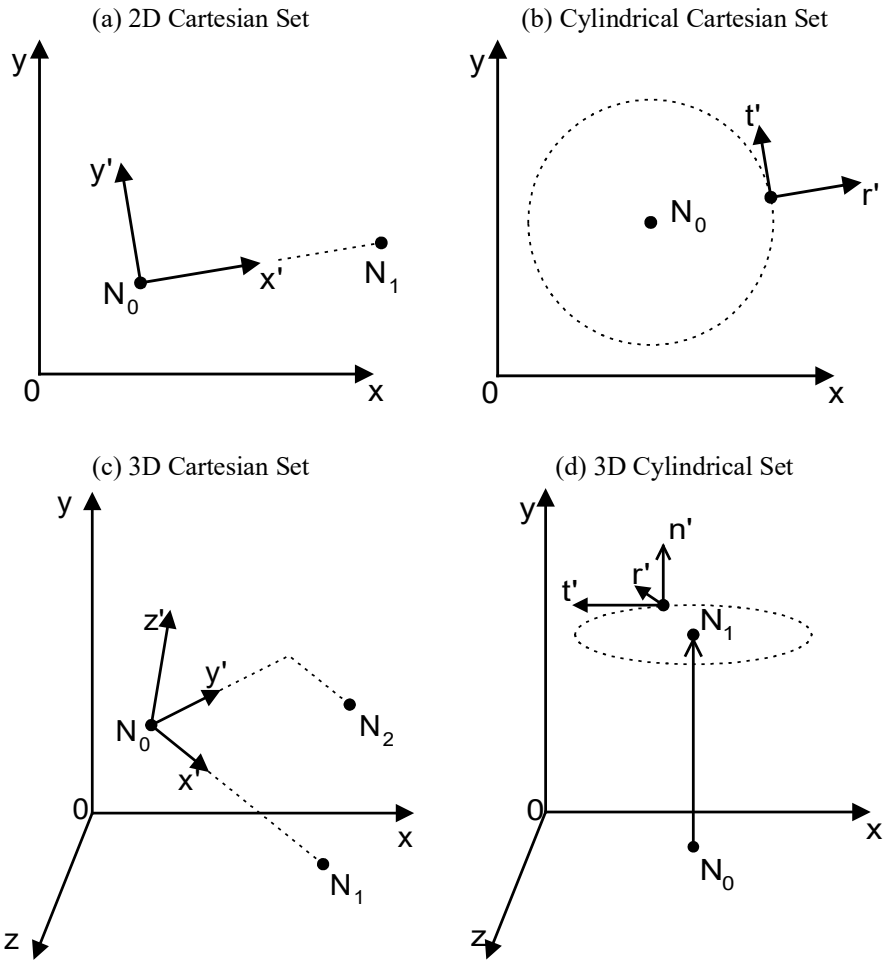 (a) 2D Cartesian Set
y
y'
N0
x'
N1
0
x
(b) Cylindrical Cartesian Set
y
t'
r'
N0
0
x
(c) 3D Cartesian Set
y
z'
y'
N0
N2
x'
0
x
N1
z
(d) 3D Cylindrical Set
y
n'
r'
t'
N1
0
x
N0
z